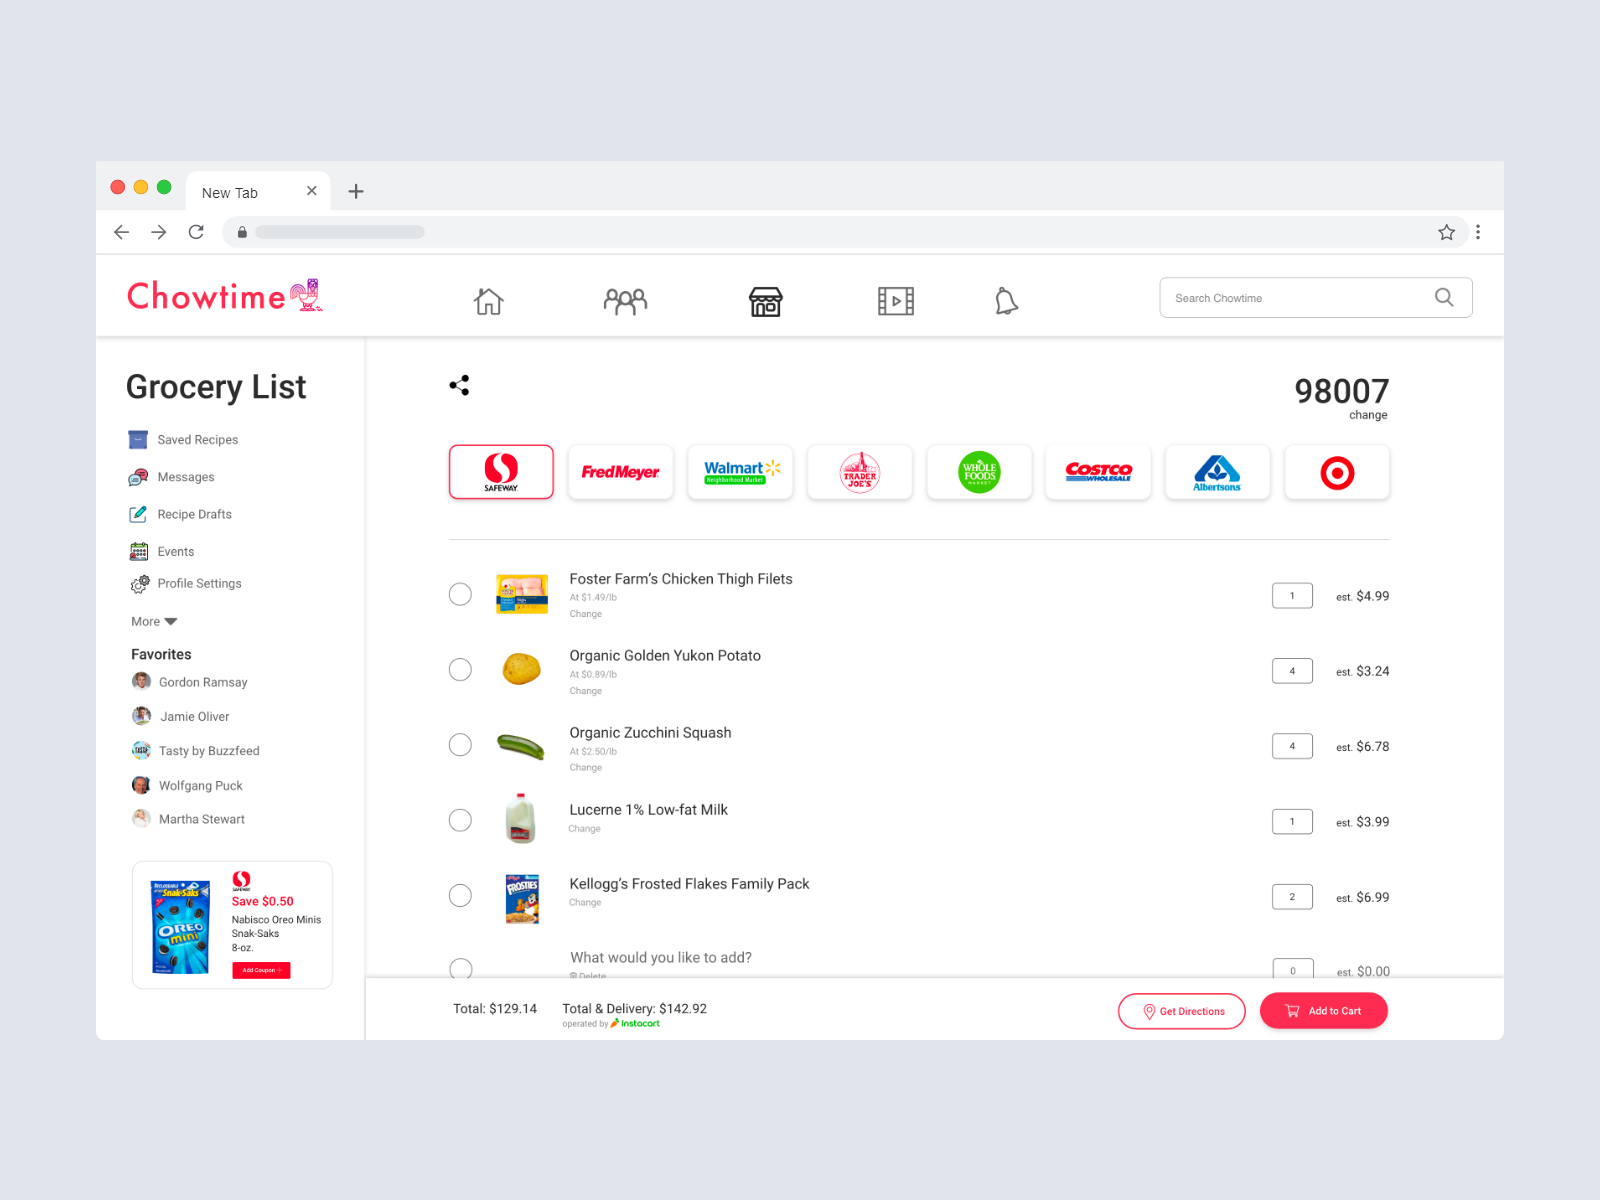 New Tab
Chowtime
Search Chowtime
Grocery List
Saved Recipes
Messages
Recipe Drafts
Events
Profile Settings
More
Favorites
Gordon Ramsay
Jamie Oliver
Tasty by Buzzfeed
Wolfgang Puck
Martha Stewart
SAFEWAY
Save $0.50
Nabisco Oreo Minis
Snak-Saks
8-oz.
Add Coupon
Snak-Saks
OREO
mini
98007
change
SAFEWAY
FredMeyer
Walmart
Neighborhood Market
TRADER
JOE'S
WHOLE
FOODS
MARKET
COSTCO
WHOLESALE
Albertsons
Foster Farm's Chicken Thigh Filets
At $1.49/lb
Change
1
est. $4.99
Organic Golden Yukon Potato
At $0.89/lb
Change
4
est. $3.24
Organic Zucchini Squash
At $2.50/lb
Change
4
est. $6.78
Lucerne 1% Low-fat Milk
Change
1
est. $3.99
FROSTIES
Kellogg's Frosted Flakes Family Pack
Change
2
est. $6.99
What would you like to add?
Delete
0
est. $0.00
Total: $129.14
Total & Delivery: $142.92
operated by instacart
Get Directions
Add to Cart